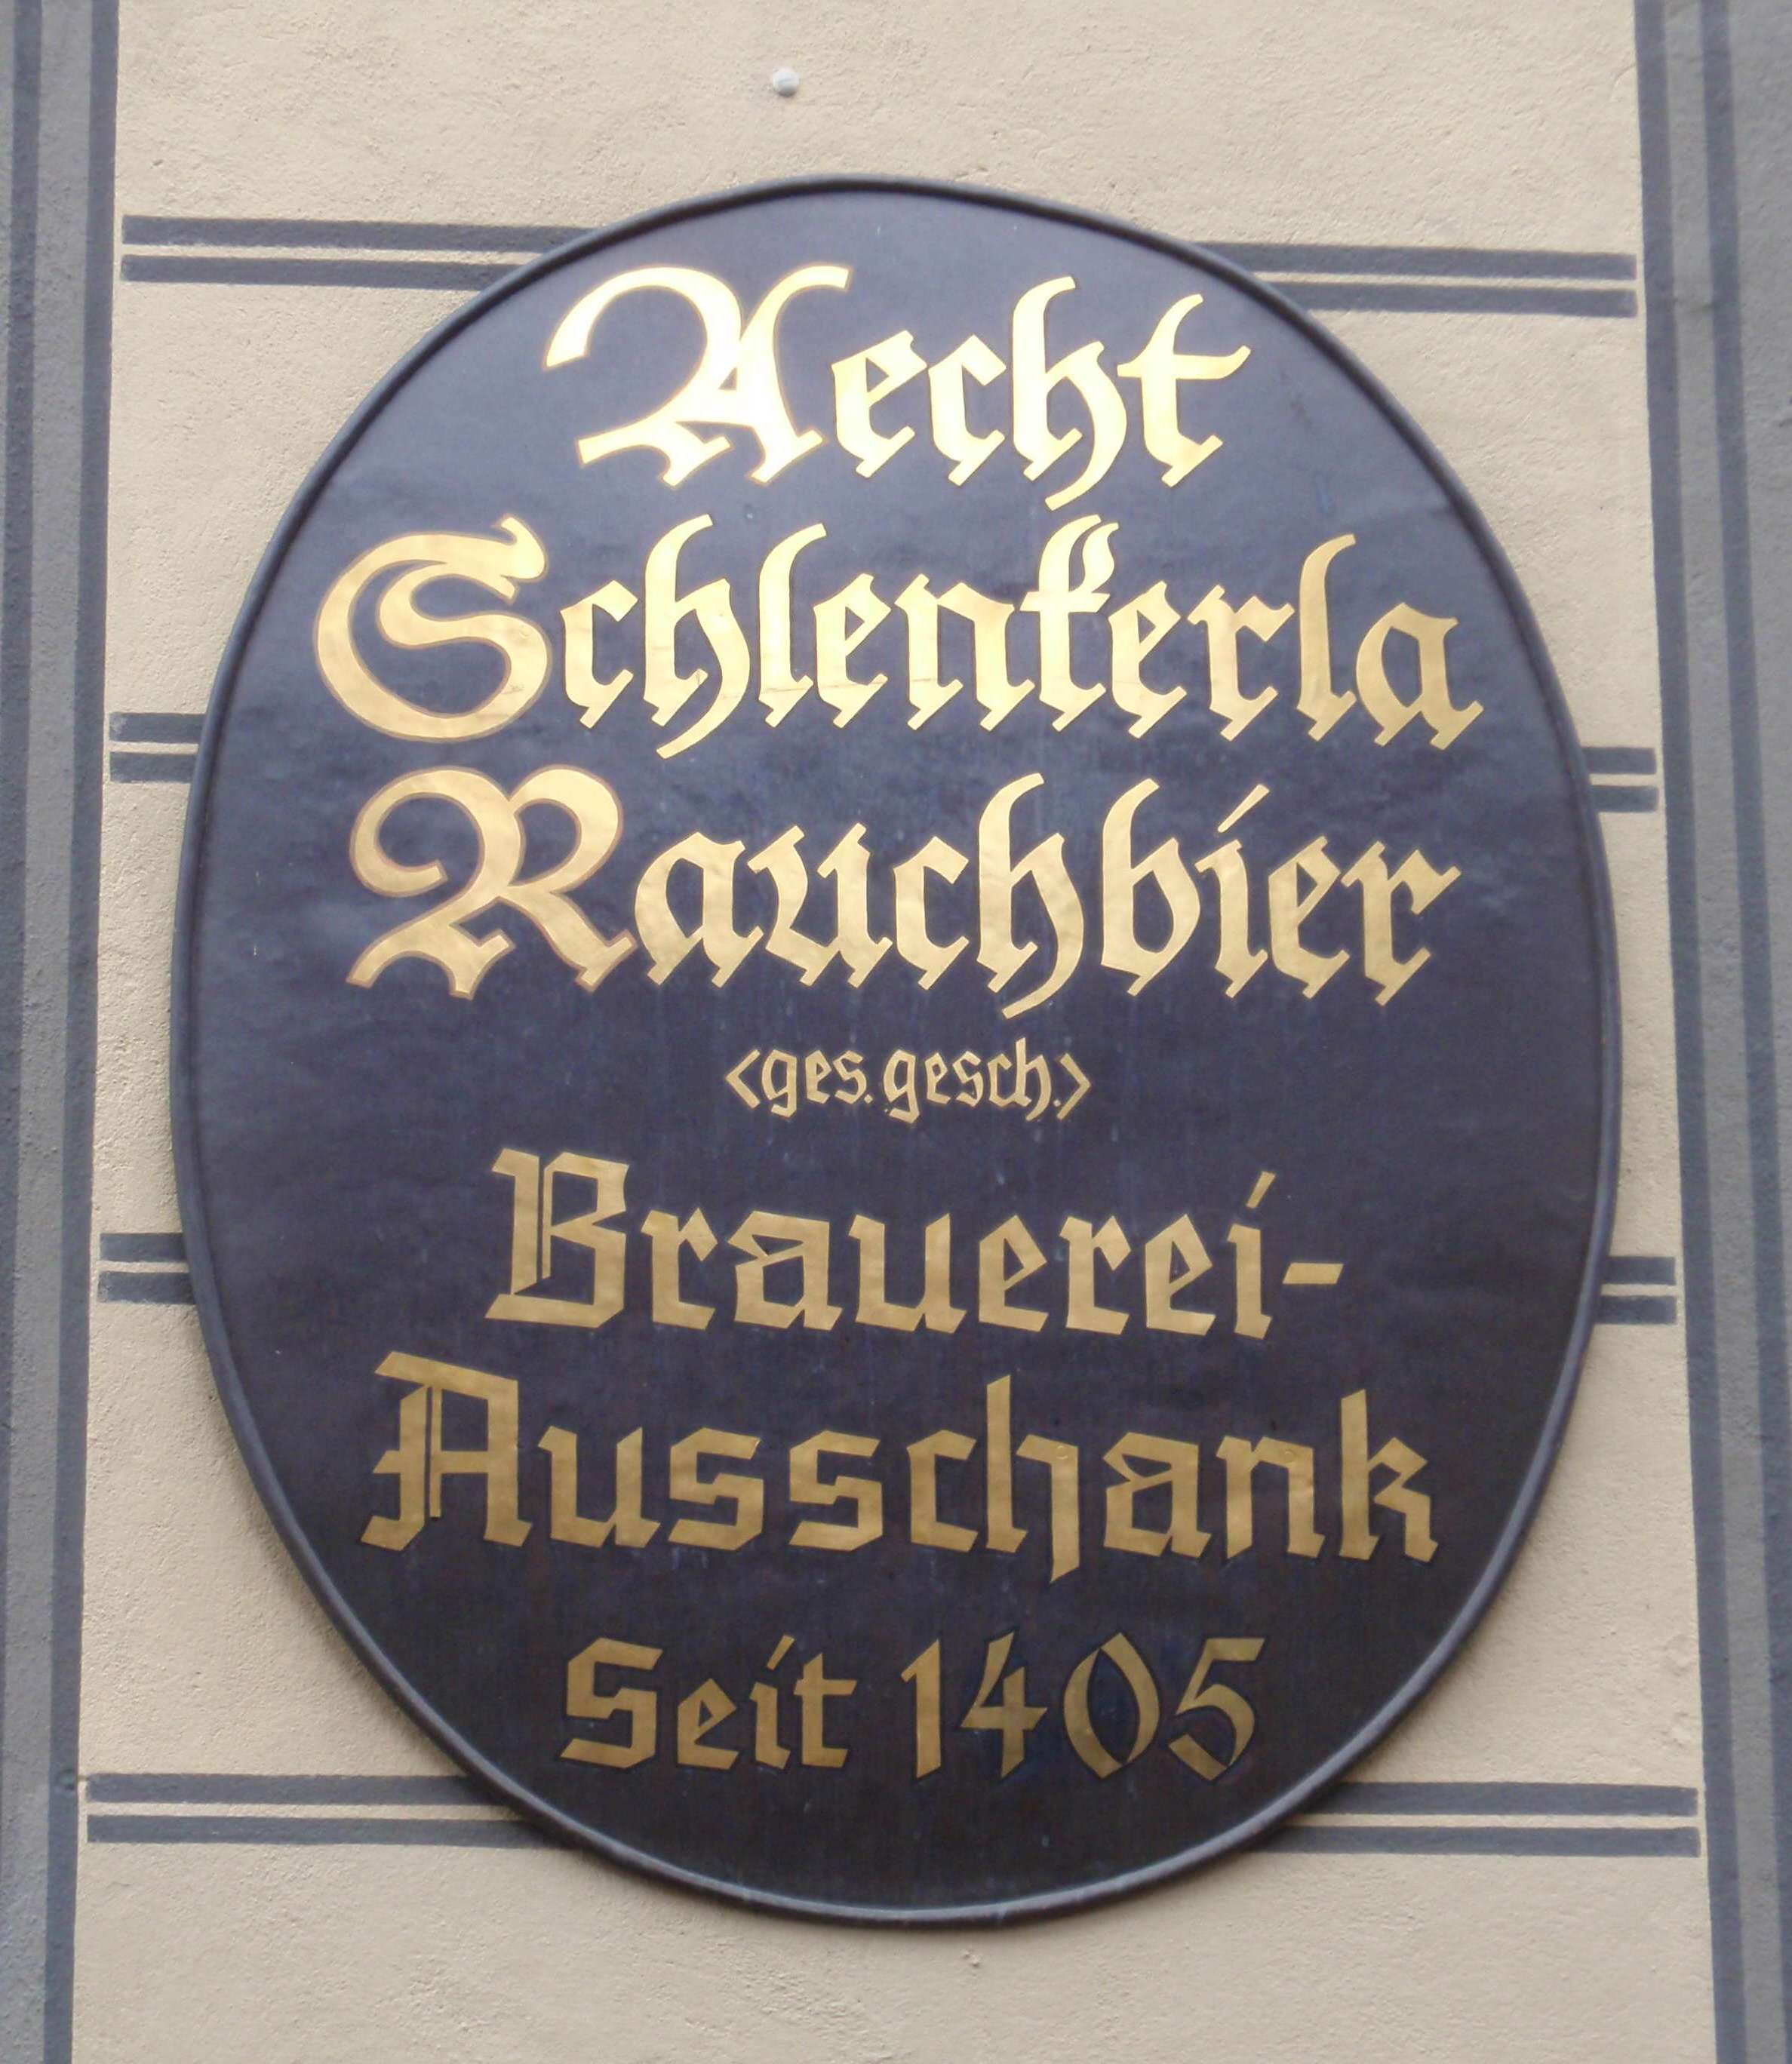 Aecht
Schlenkerla
Rauchbier
<ges. gesch.>
Brauerei-
Ausschank
Seit 1405